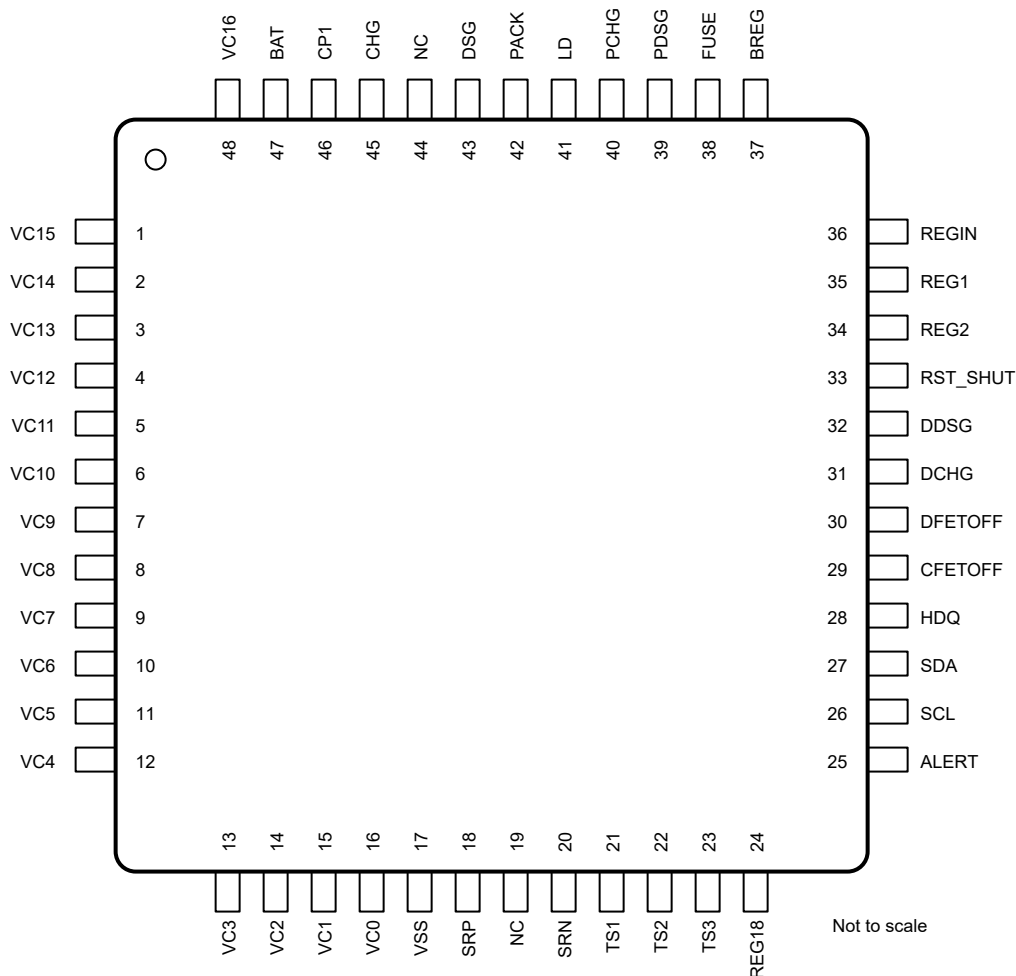 VC16 BAT CP1 CHG NC DSG PACK LD PCHG PDSG FUSE BREG
48 47 46 45 44 43 42 41 40 39 38 37
VC15 1 36 REGIN
VC14 2 35 REG1
VC13 3 34 REG2
VC12 4 33 RST_SHUT
VC11 5 32 DDSG
VC10 6 31 DCHG
VC9 7 30 DFETOFF
VC8 8 29 CFETOFF
VC7 9 28 HDQ
VC6 10 27 SDA
VC5 11 26 SCL
VC4 12 25 ALERT
13 14 15 16 17 18 19 20 21 22 23 24
VC3 VC2 VC1 VC0 VSS SRP NC SRN TS1 TS2 TS3 REG18
Not to scale